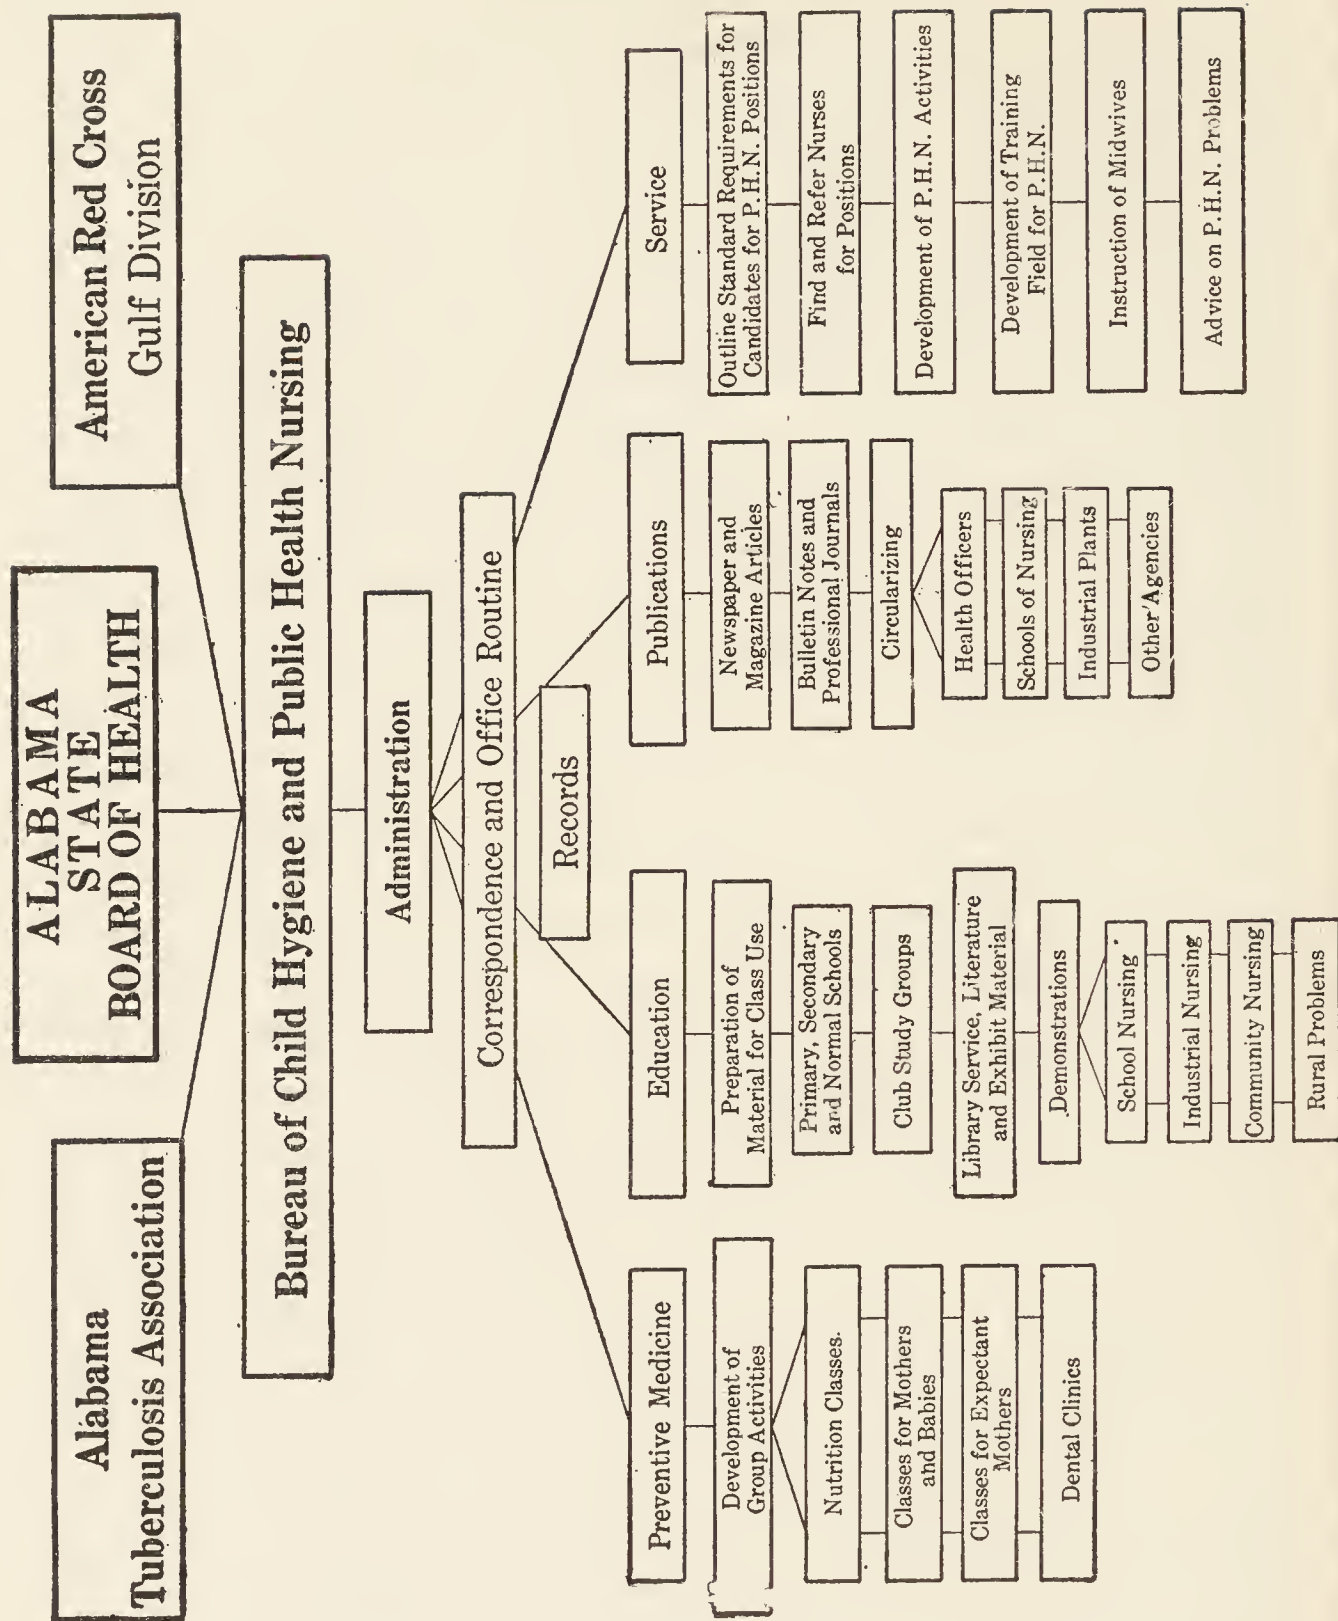 Alabama
Tuberculosis Association
ALABAMA
STATE
BOARD OF HEALTH
American Red Cross
Gulf Division
Bureau of Child Hygiene and Public Health Nursing
Administration
Correspondence and Office Routine
Records
Preventive Medicine
Development of
Group Activities
Nutrition Classes.
Classes for Mothers
and Babies
Classes for Expectant
Mothers
Dental Clinics
Education
Preparation of
Material for Class Use
Primary, Secondary
and Normal Schools
Club Study Groups
Library Service, Literature
and Exhibit Material
Demonstrations
School Nursing
Industrial Nursing
Community Nursing
Rural Problems
Publications
Newspaper and
Magazine Articles
Bulletin Notes and
Professional Journals
Circularizing
Health Officers
Schools of Nursing
Industrial Plants
Other Agencies
Service
Outline Standard Requirements for
Candidates for P.H.N. Positions
Find and Refer Nurses
for Positions
Development of P.H.N. Activities
Development of Training
Field for P.H.N.
Instruction of Midwives
Advice on P.H.N. Problems